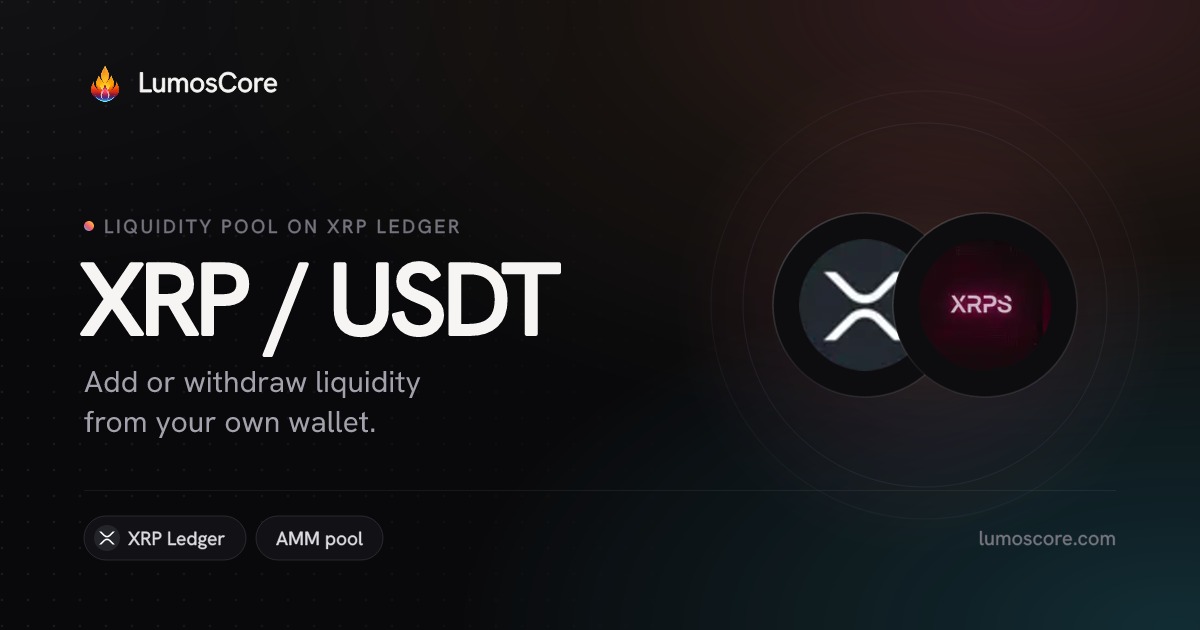 LumosCore
LIQUIDITY POOL ON XRP LEDGER
XRP / USDT
Add or withdraw liquidity
from your own wallet.
XRPS
XRP Ledger
AMM pool
lumoscore.com